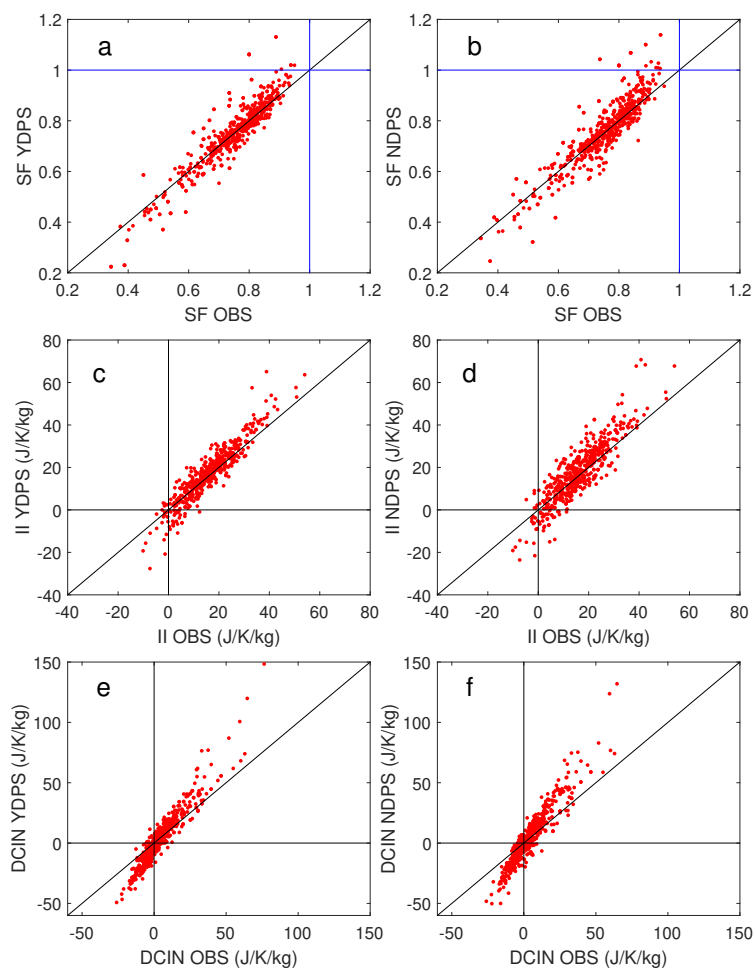 a
1.2
1
0.8
0.6
0.4
0.2
SF YDPS
0.2 0.4 0.6 0.8 1 1.2
SF OBS
b
1.2
1
0.8
0.6
0.4
0.2
SF NDPS
0.2 0.4 0.6 0.8 1 1.2
SF OBS
c
80
60
40
20
0
-20
-40
II YDPS (J/K/kg)
-40 -20 0 20 40 60 80
II OBS (J/K/kg)
d
80
60
40
20
0
-20
-40
II NDPS (J/K/kg)
-40 -20 0 20 40 60 80
II OBS (J/K/kg)
e
150
100
50
0
-50
DCIN YDPS (J/K/kg)
-50 0 50 100 150
DCIN OBS (J/K/kg)
f
150
100
50
0
-50
DCIN NDPS (J/K/kg)
-50 0 50 100 150
DCIN OBS (J/K/kg)